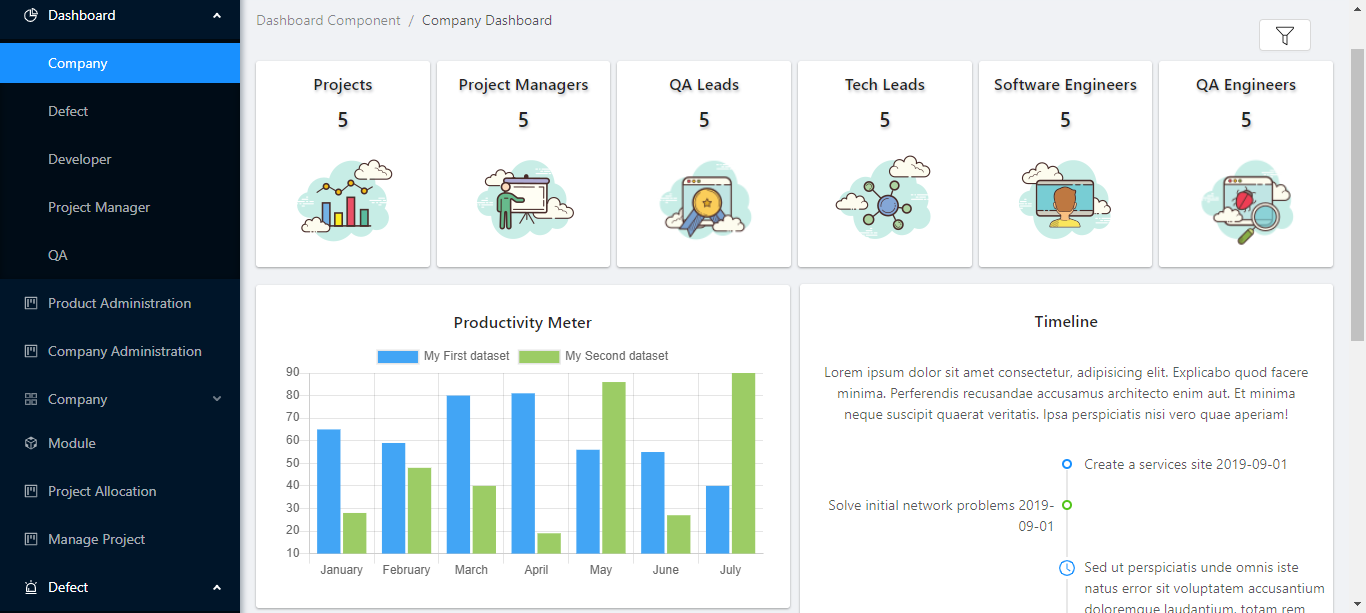 Dashboard
Company
Defect
Developer
Project Manager
QA
Product Administration
Company Administration
Company
Module
Project Allocation
Manage Project
Defect
Dashboard Component / Company Dashboard
Projects
5
Project Managers
5
QA Leads
5
Tech Leads
5
Software Engineers
5
QA Engineers
5
Productivity Meter
My First dataset My Second dataset
90
80
70
60
50
40
30
20
10
January February March April May June July
Timeline
Lorem ipsum dolor sit amet consectetur, adipisicing elit. Explicabo quod facere
minima. Perferendis recusandae accusamus architecto enim aut. Et minima
neque suscipit quaerat veritatis. Ipsa perspiciatis nisi vero quae aperiam!
Create a services site 2019-09-01
Solve initial network problems 2019-
09-01
Sed ut perspiciatis unde omnis iste
natus error sit voluptatem accusantium
doloremque laudantium, totam rem